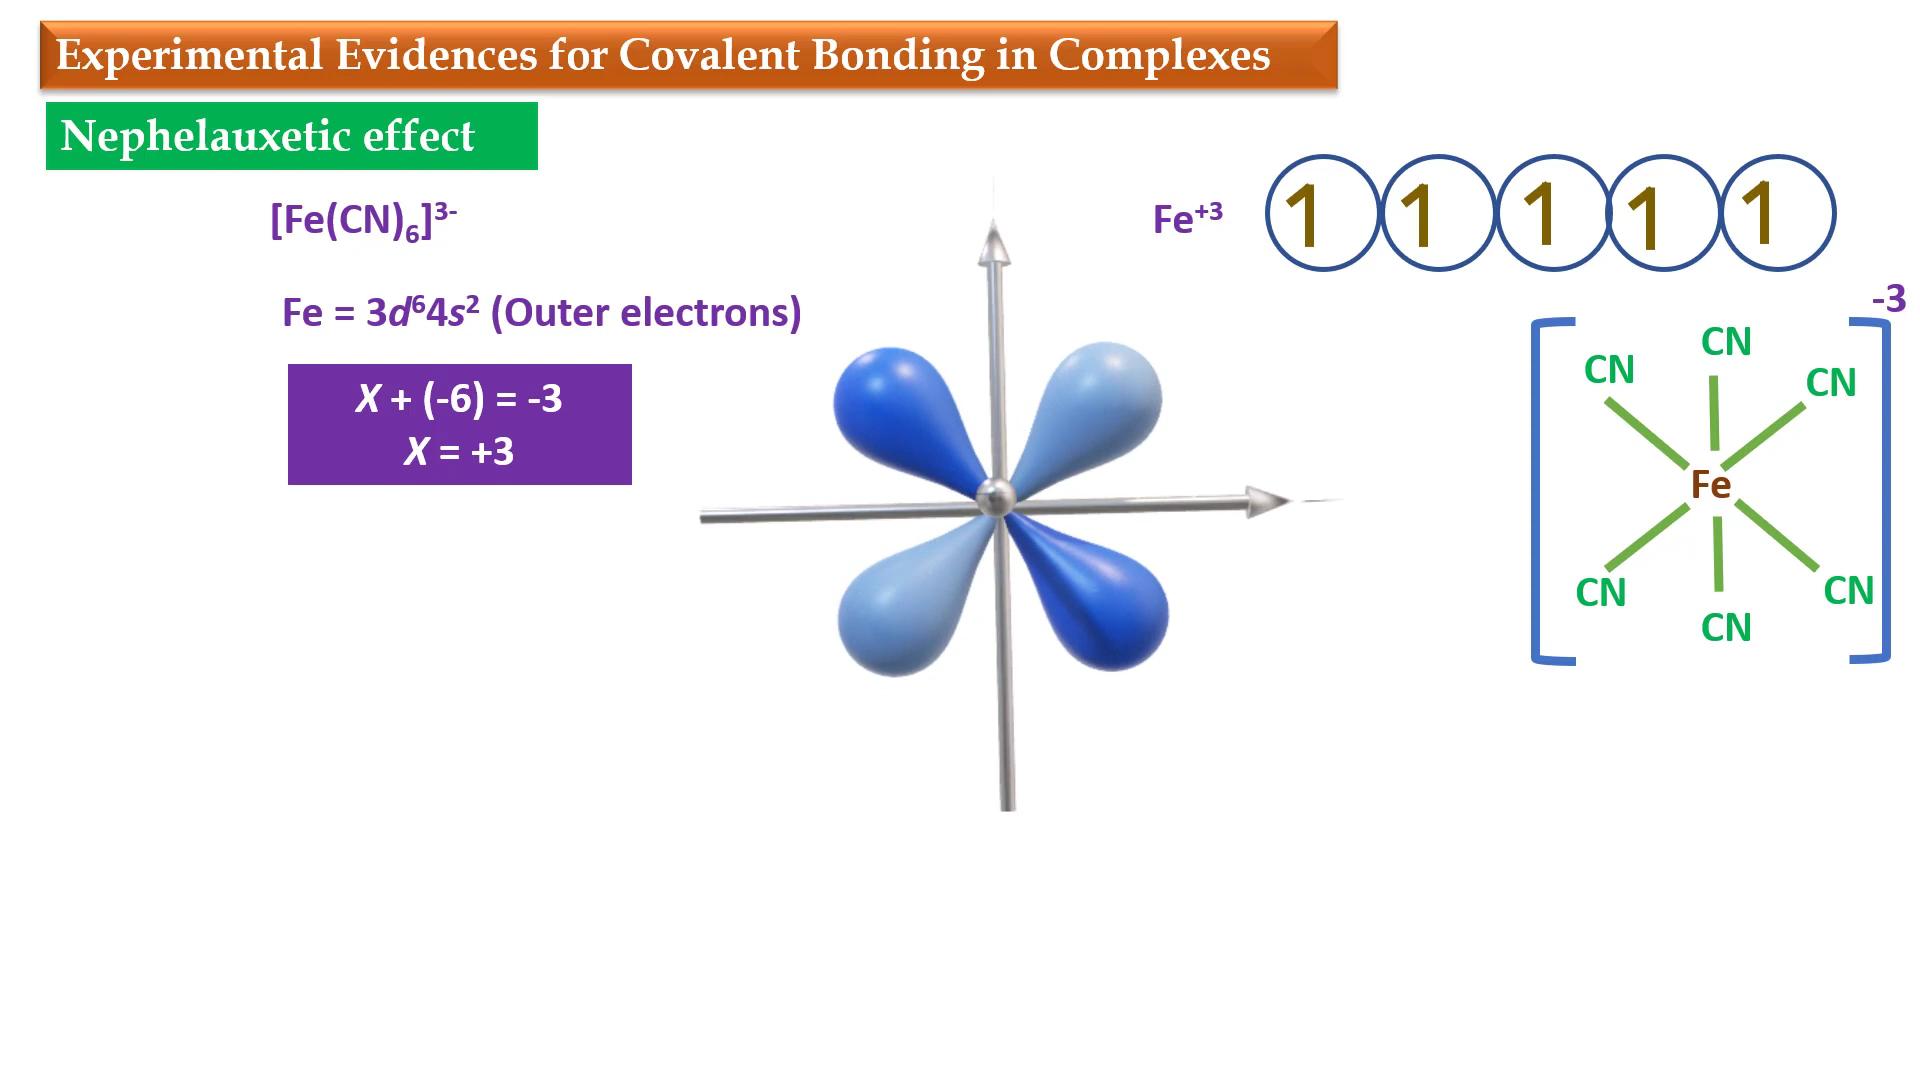 Experimental Evidences for Covalent Bonding in Complexes
Nephelauxetic effect
[Fe(CN)₆]³⁻
Fe = 3d⁶4s² (Outer electrons)
X + (-6) = -3
X = +3
Fe⁺³ 1 1 1 1 1
-3
CN CN CN
Fe
CN CN CN